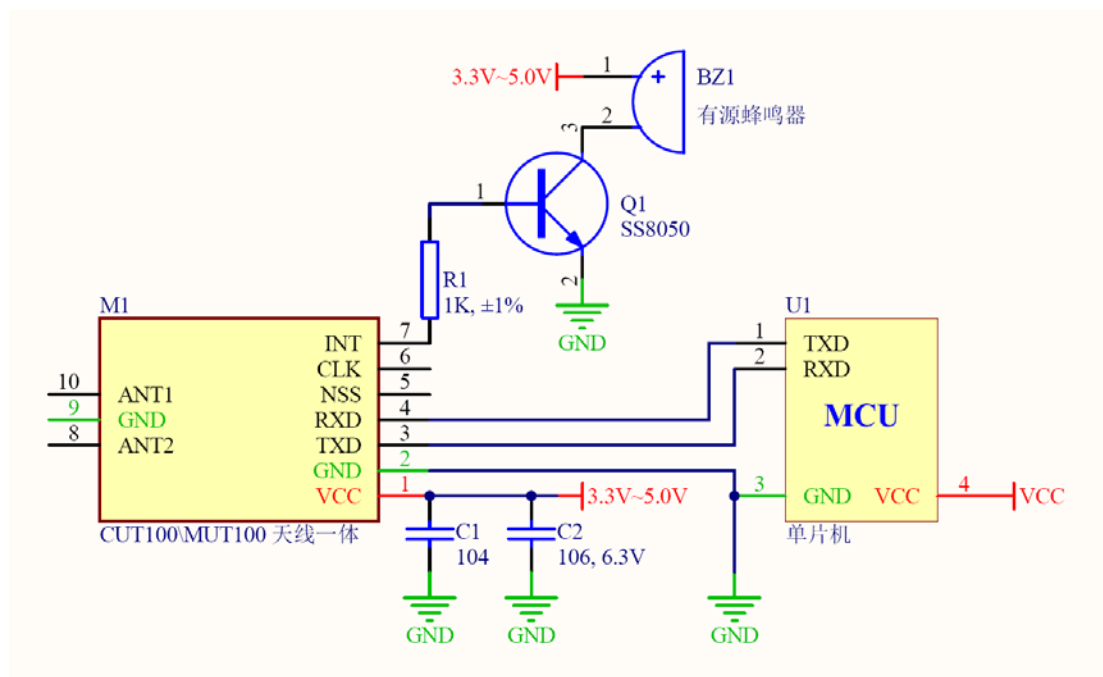 3.3V~5.0V
1
BZ1
2
有源蜂鸣器
3
1
Q1
SS8050
2
GND
R1
1K, ±1%
M1
INT 7
CLK 6
NSS 5
RXD 4
TXD 3
GND 2
VCC 1
10 ANT1
9 GND
8 ANT2
CUT100\MUT100 天线一体
3.3V~5.0V
C1
104
C2
106, 6.3V
GND
GND
GND
U1
1 TXD
2 RXD
MCU
3 GND
VCC 4 VCC
单片机